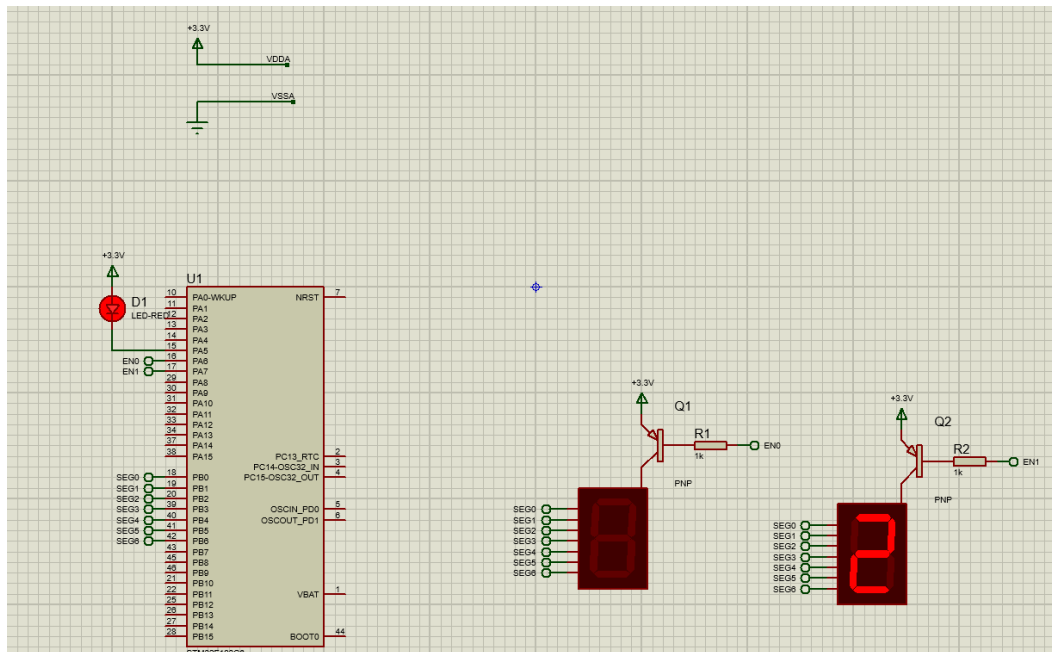 +3.3V
VDDA
VSSA
+3.3V
D1
LED-RED
U1
10 PA0-WKUP NRST 7
11 PA1
12 PA2
13 PA3
14 PA4
15 PA5
EN0 16 PA6
EN1 17 PA7
29 PA8
30 PA9
31 PA10
32 PA11
33 PA12
34 PA13
37 PA14
38 PA15 PC13_RTC 2
PC14-OSC32_IN 3
SEG0 18 PB0 PC15-OSC32_OUT 4
SEG1 19 PB1
SEG2 20 PB2
SEG3 39 PB3 OSCIN_PD0 5
SEG4 40 PB4 OSCOUT_PD1 6
SEG5 41 PB5
SEG6 42 PB6
43 PB7
45 PB8
46 PB9
21 PB10
22 PB11 VBAT 1
25 PB12
26 PB13
27 PB14
28 PB15 BOOT0 44
+3.3V
Q1
R1
1k
EN0
PNP
SEG0
SEG1
SEG2
SEG3
SEG4
SEG5
SEG6
+3.3V
Q2
R2
1k
EN1
PNP
SEG0
SEG1
SEG2
SEG3
SEG4
SEG5
SEG6
2